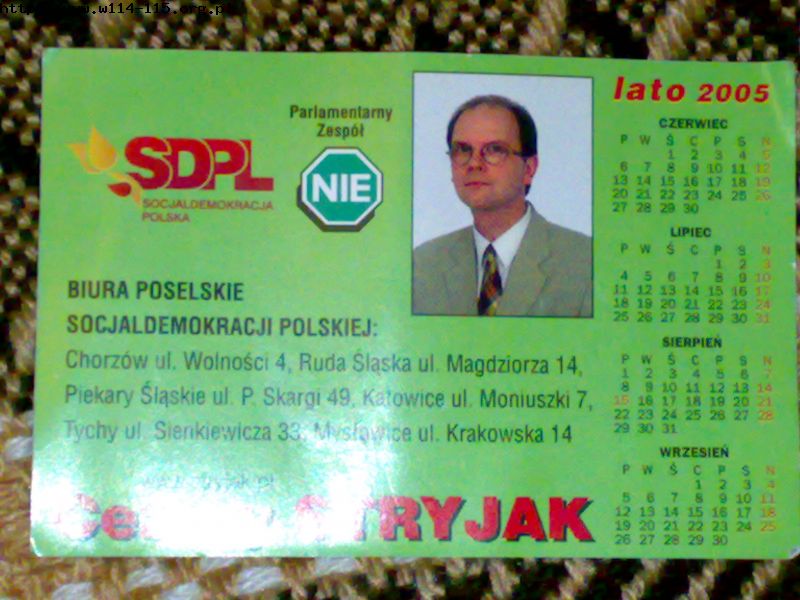 SDPL
SOCJALDEMOKRACJA
POLSKA
Parlamentarny
Zespół
NIE
BIURA POSELSKIE
SOCJALDEMOKRACJI POLSKIEJ:
Chorzów ul. Wolności 4, Ruda Śląska ul. Magdziorza 14,
Piekary Śląskie ul. P. Skargi 49, Katowice ul. Moniuszki 7,
Tychy ul. Sienkiewicza 33, Mysłowice ul. Krakowska 14
STRYJAK
lato 2005
CZERWIEC
P W Ś C P S N
1 2 3 4 5
6 7 8 9 10 11 12
13 14 15 16 17 18 19
20 21 22 23 24 25 26
27 28 29 30
LIPIEC
P W Ś C P S N
1 2 3
4 5 6 7 8 9 10
11 12 13 14 15 16 17
18 19 20 21 22 23 24
25 26 27 28 29 30 31
SIERPIEŃ
P W Ś C P S N
1 2 3 4 5 6 7
8 9 10 11 12 13 14
15 16 17 18 19 20 21
22 23 24 25 26 27 28
29 30 31
WRZESIEŃ
P W Ś C P S N
1 2 3 4
5 6 7 8 9 10 11
12 13 14 15 16 17 18
19 20 21 22 23 24 25
26 27 28 29 30